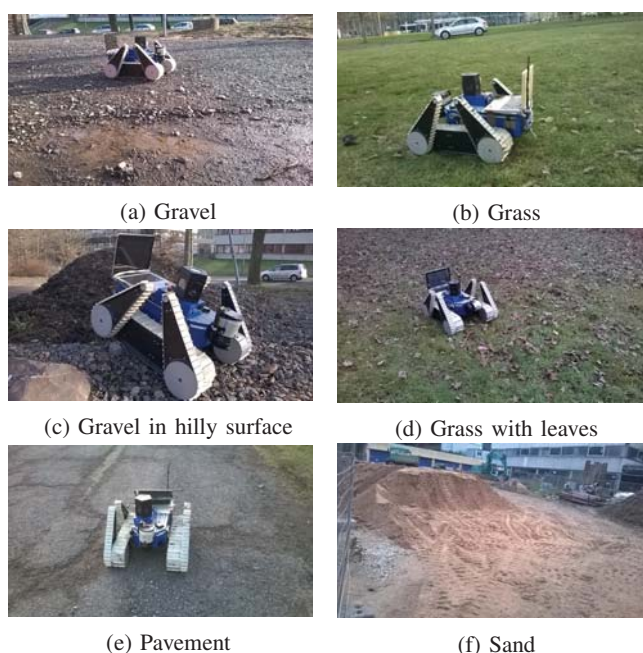 (a) Gravel
(b) Grass
(c) Gravel in hilly surface
(d) Grass with leaves
(e) Pavement
(f) Sand